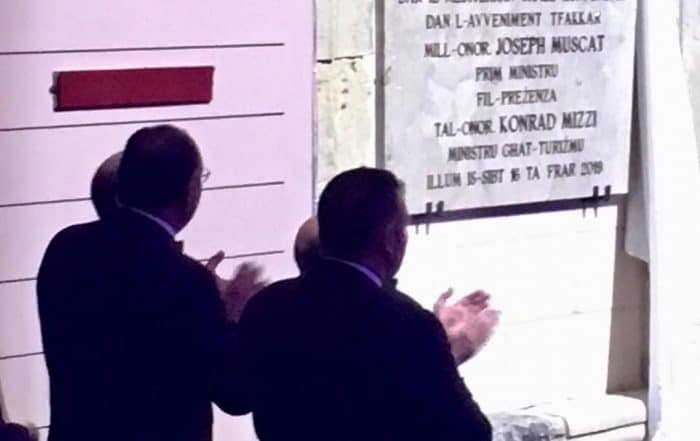 DAN L-AVVENIMENT TFAKKAR
MILL-ONOR. JOSEPH MUSCAT
PRIM MINISTRU
FIL-PREŻENZA
TAL-ONOR. KONRAD MIZZI
MINISTRU GĦAT-TURIŻMU
ILLUM IS-SIBT 16 TA FRAR 2019